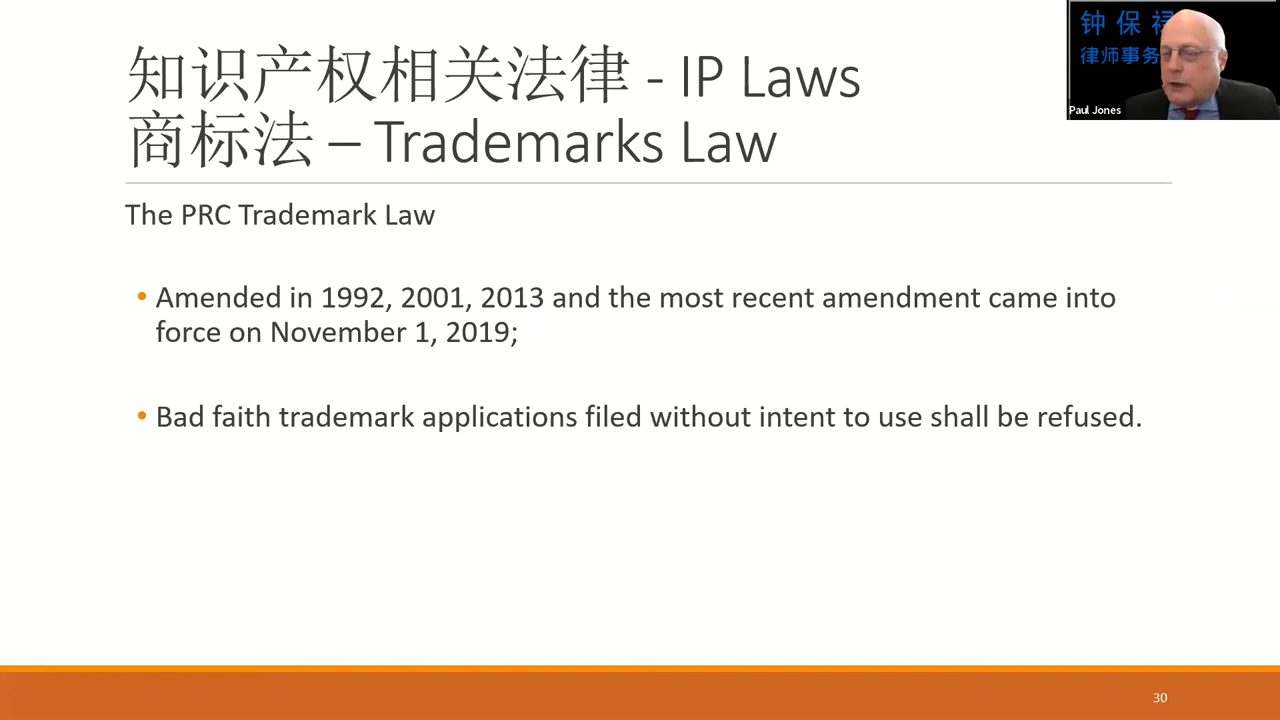 知识产权相关法律 - IP Laws
商标法 – Trademarks Law
The PRC Trademark Law
• Amended in 1992, 2001, 2013 and the most recent amendment came into
force on November 1, 2019;
• Bad faith trademark applications filed without intent to use shall be refused.
钟保禄
律师事务
Paul Jones
30